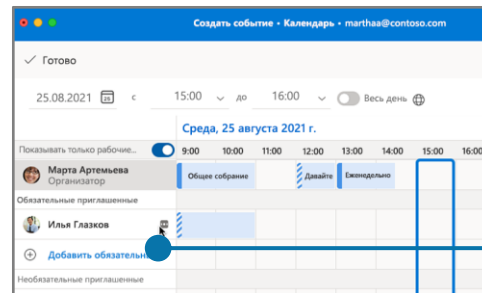 Создать событие • Календарь • marthaa@contoso.com
Готово
25.08.2021 с 15:00 до 16:00 Весь день
Среда, 25 августа 2021 г.
Показывать только рабочие… 9:00 10:00 11:00 12:00 13:00 14:00 15:00 16:00
Марта Артемьева
Организатор
Общее собрание Давайте Еженедельно
Обязательные приглашенные
Илья Глазков
Добавить обязательн
Необязательные приглашенные